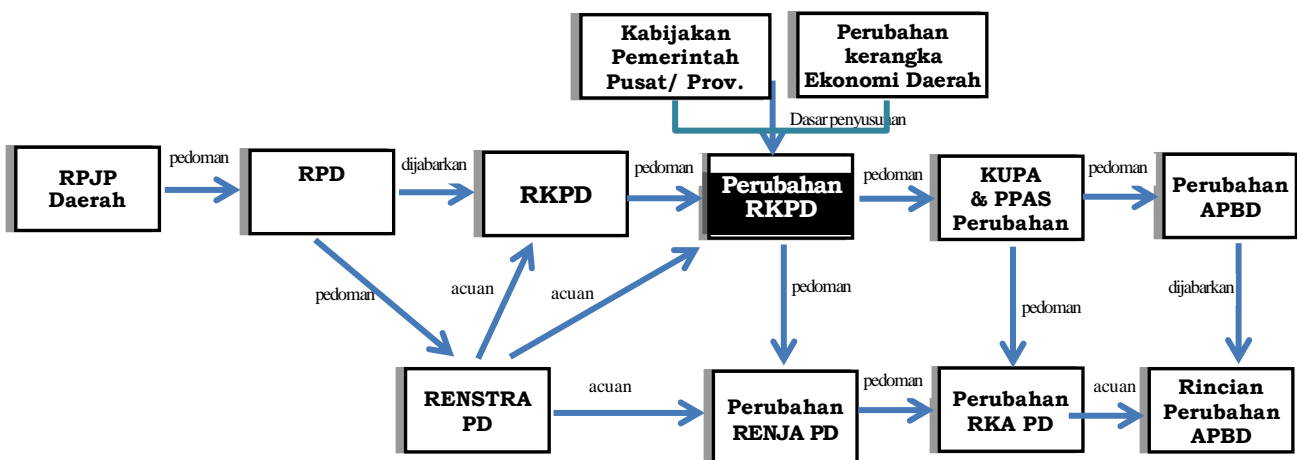 Kabijakan
Pemerintah
Pusat/ Prov.
Perubahan
kerangka
Ekonomi Daerah
Dasar penyusunan
RPJP
Daerah
pedoman
RPD
dijabarkan
RKPD
pedoman
Perubahan
RKPD
pedoman
KUPA
& PPAS
Perubahan
pedoman
Perubahan
APBD
pedoman
acuan
acuan
pedoman
pedoman
dijabarkan
RENSTRA
PD
acuan
Perubahan
RENJA PD
pedoman
Perubahan
RKA PD
acuan
Rincian
Perubahan
APBD